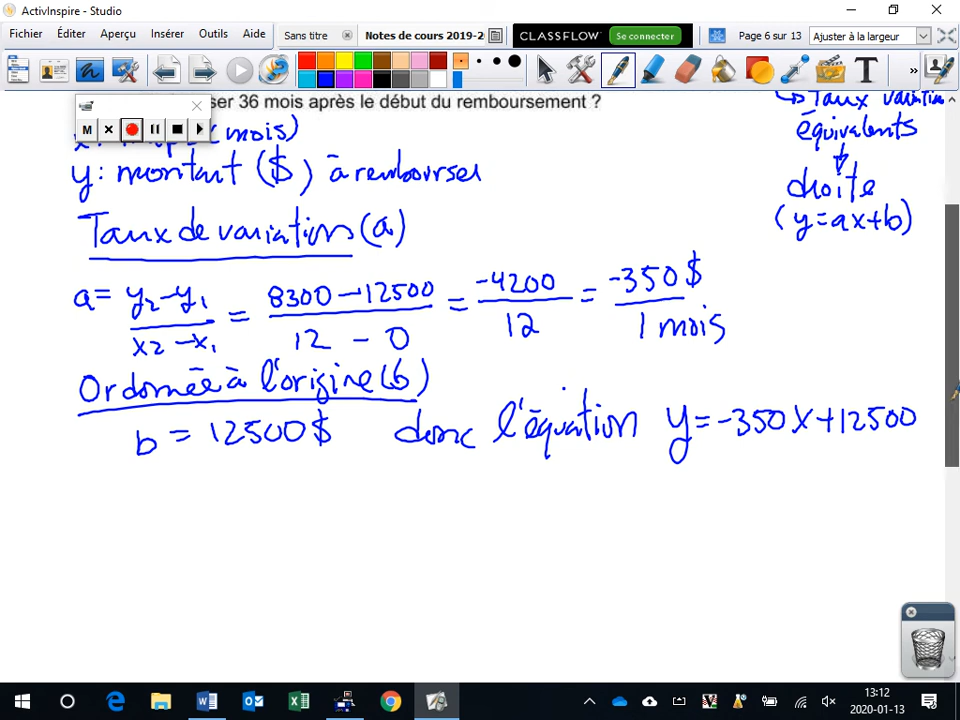 ActivInspire - Studio
Fichier Éditer Aperçu Insérer Outils Aide
Sans titre
Notes de cours 2019-2
CLASSFLOW Se connecter
Page 6 sur 13
Ajuster à la largeur
ser 36 mois après le début du remboursement ?
M
mois)
y: montant ($) à rembourser
Taux variation
équivalents
droite
(y=ax+b)
Taux de variation (a)
a = y2-y1 / x2-x1 = 8300-12500 / 12-0 = -4200 / 12 = -350$ / 1 mois
Ordonnée à l'origine (b)
b = 12500$ donc l'équation y=-350x+12500
13:12
2020-01-13